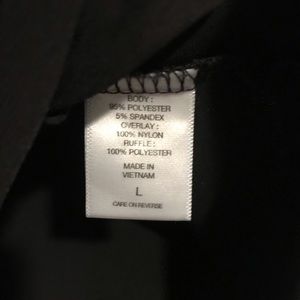 BODY :
95% POLYESTER
5% SPANDEX
OVERLAY :
100% NYLON
RUFFLE :
100% POLYESTER
MADE IN
VIETNAM
L
CARE ON REVERSE